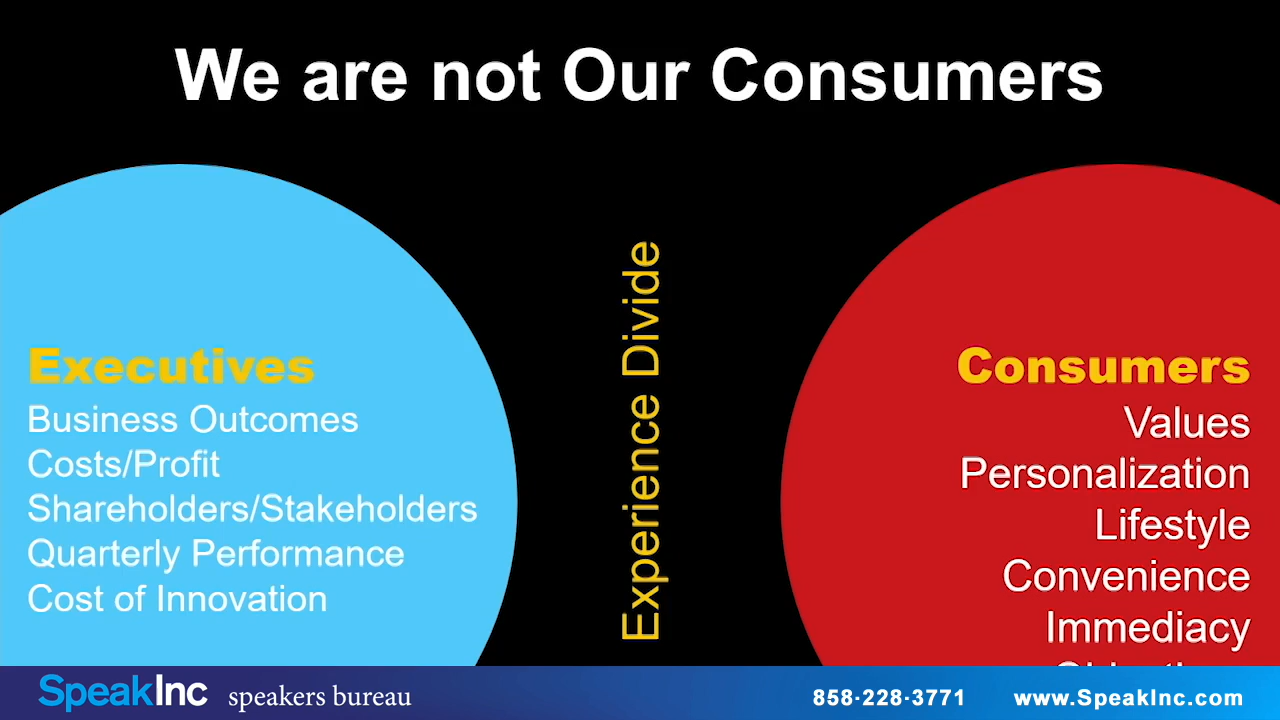 We are not Our Consumers
Executives
Business Outcomes
Costs/Profit
Shareholders/Stakeholders
Quarterly Performance
Cost of Innovation
Experience Divide
Consumers
Values
Personalization
Lifestyle
Convenience
Immediacy
SpeakInc speakers bureau
858-228-3771
www.SpeakInc.com